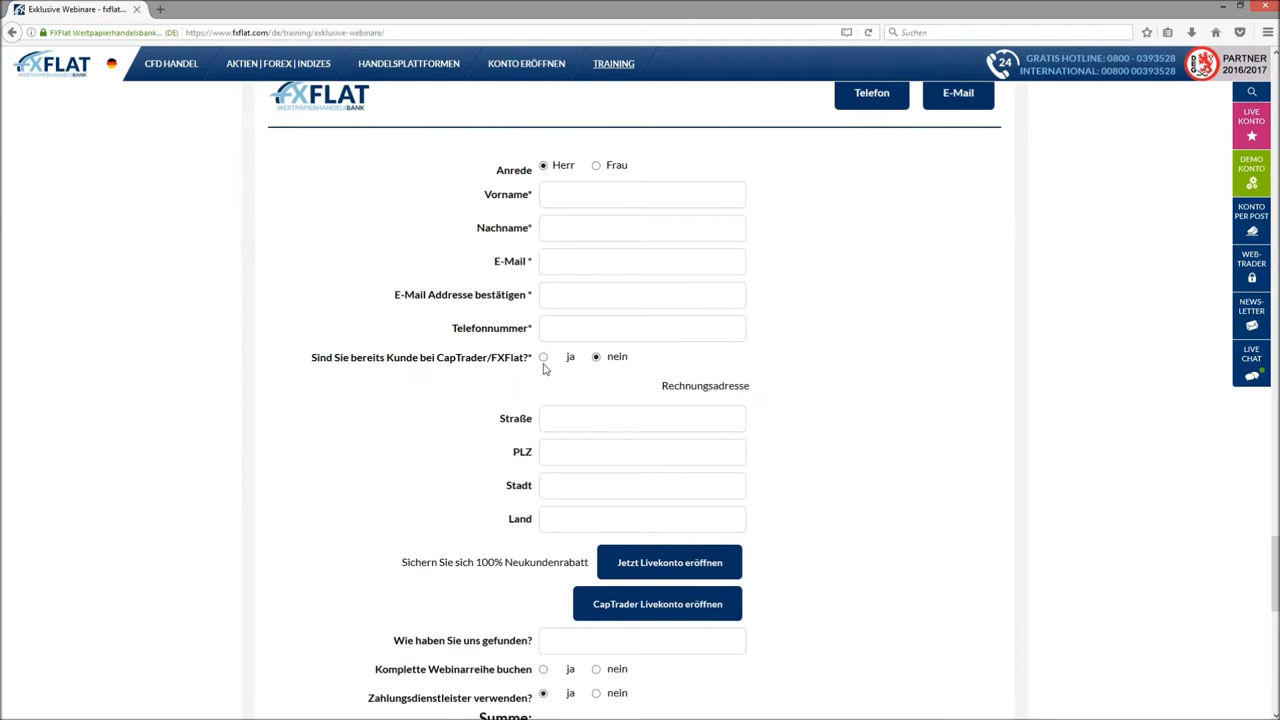 Exklusive Webinare - fxflat...
FXFlat Wertpapierhandelsbank... (DE)
https://www.fxflat.com/de/training/exklusive-webinare/
Suchen
FXFLAT
WERTPAPIERHANDELSBANK
CFD HANDEL
AKTIEN | FOREX | INDIZES
HANDELSPLATTFORMEN
KONTO ERÖFFNEN
TRAINING
24
GRATIS HOTLINE: 0800 - 0393528
INTERNATIONAL: 00800 00393528
DEG
PARTNER
2016/2017
FXFLAT
WERTPAPIERHANDELSBANK
Telefon
E-Mail
LIVE
KONTO
DEMO
KONTO
KONTO
PER POST
WEB-
TRADER
NEWS-
LETTER
LIVE
CHAT
Anrede Herr Frau
Vorname*
Nachname*
E-Mail *
E-Mail Addresse bestätigen *
Telefonnummer*
Sind Sie bereits Kunde bei CapTrader/FXFlat?* ja nein
Rechnungsadresse
Straße
PLZ
Stadt
Land
Sichern Sie sich 100% Neukundenrabatt Jetzt Livekonto eröffnen
CapTrader Livekonto eröffnen
Wie haben Sie uns gefunden?
Komplette Webinarreihe buchen ja nein
Zahlungsdienstleister verwenden? ja nein
Summe: